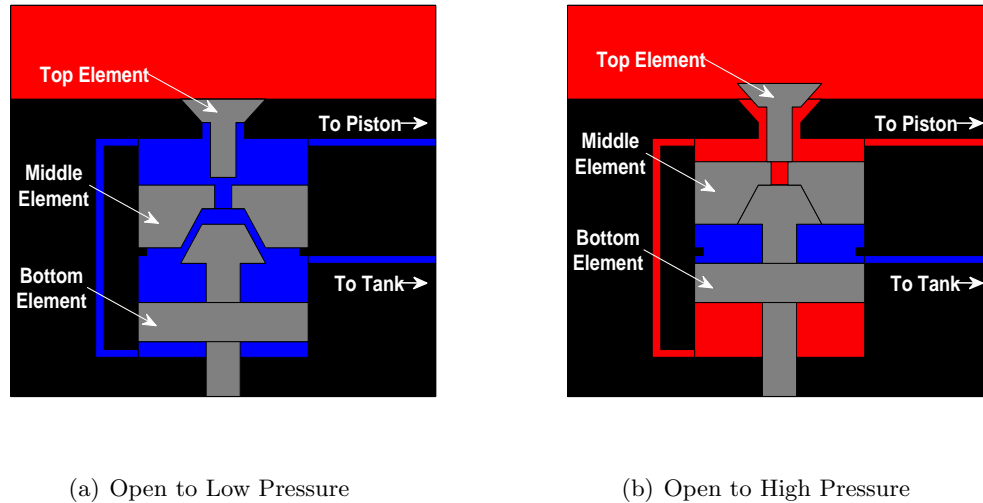 Top Element
To Piston
Middle
Element
Bottom
Element
To Tank
(a) Open to Low Pressure
Top Element
To Piston
Middle
Element
Bottom
Element
To Tank
(b) Open to High Pressure